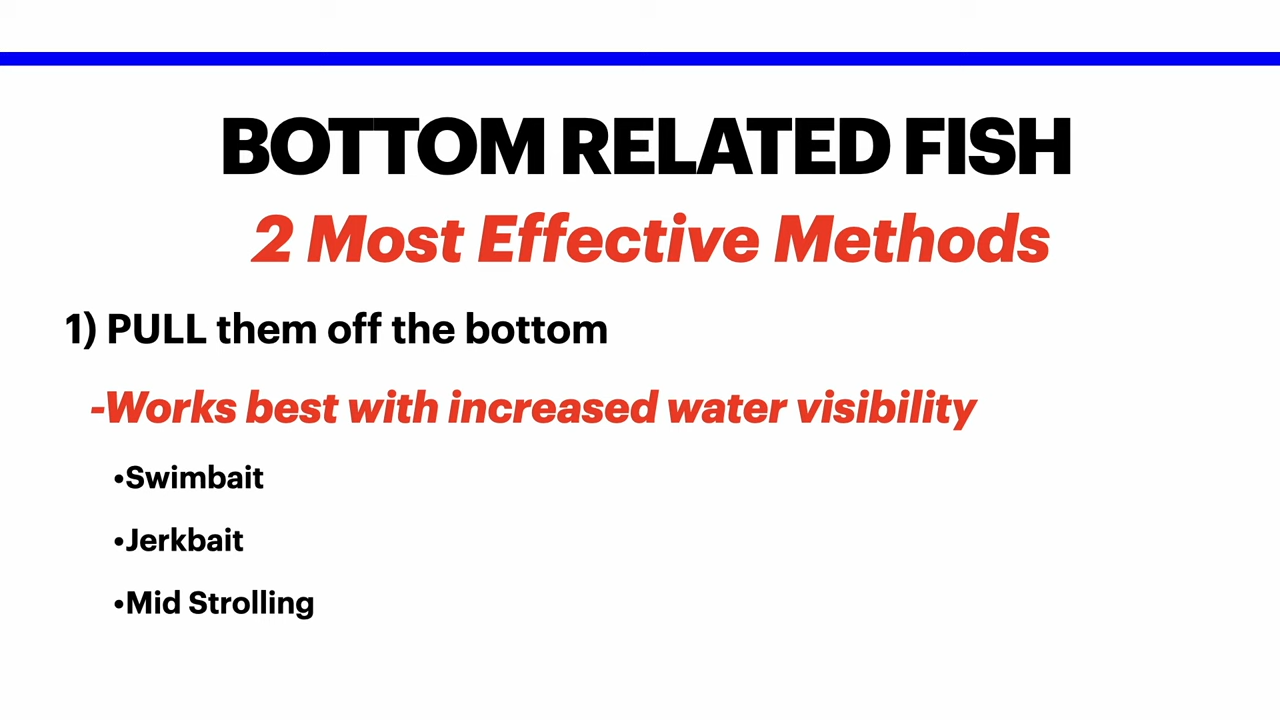 BOTTOM RELATED FISH
2 Most Effective Methods
1) PULL them off the bottom
-Works best with increased water visibility
•Swimbait
•Jerkbait
•Mid Strolling